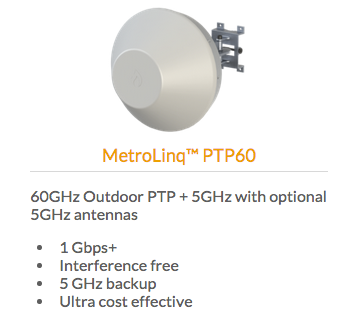 MetroLinq™ PTP60
60GHz Outdoor PTP + 5GHz with optional
5GHz antennas
• 1 Gbps+
• Interference free
• 5 GHz backup
• Ultra cost effective